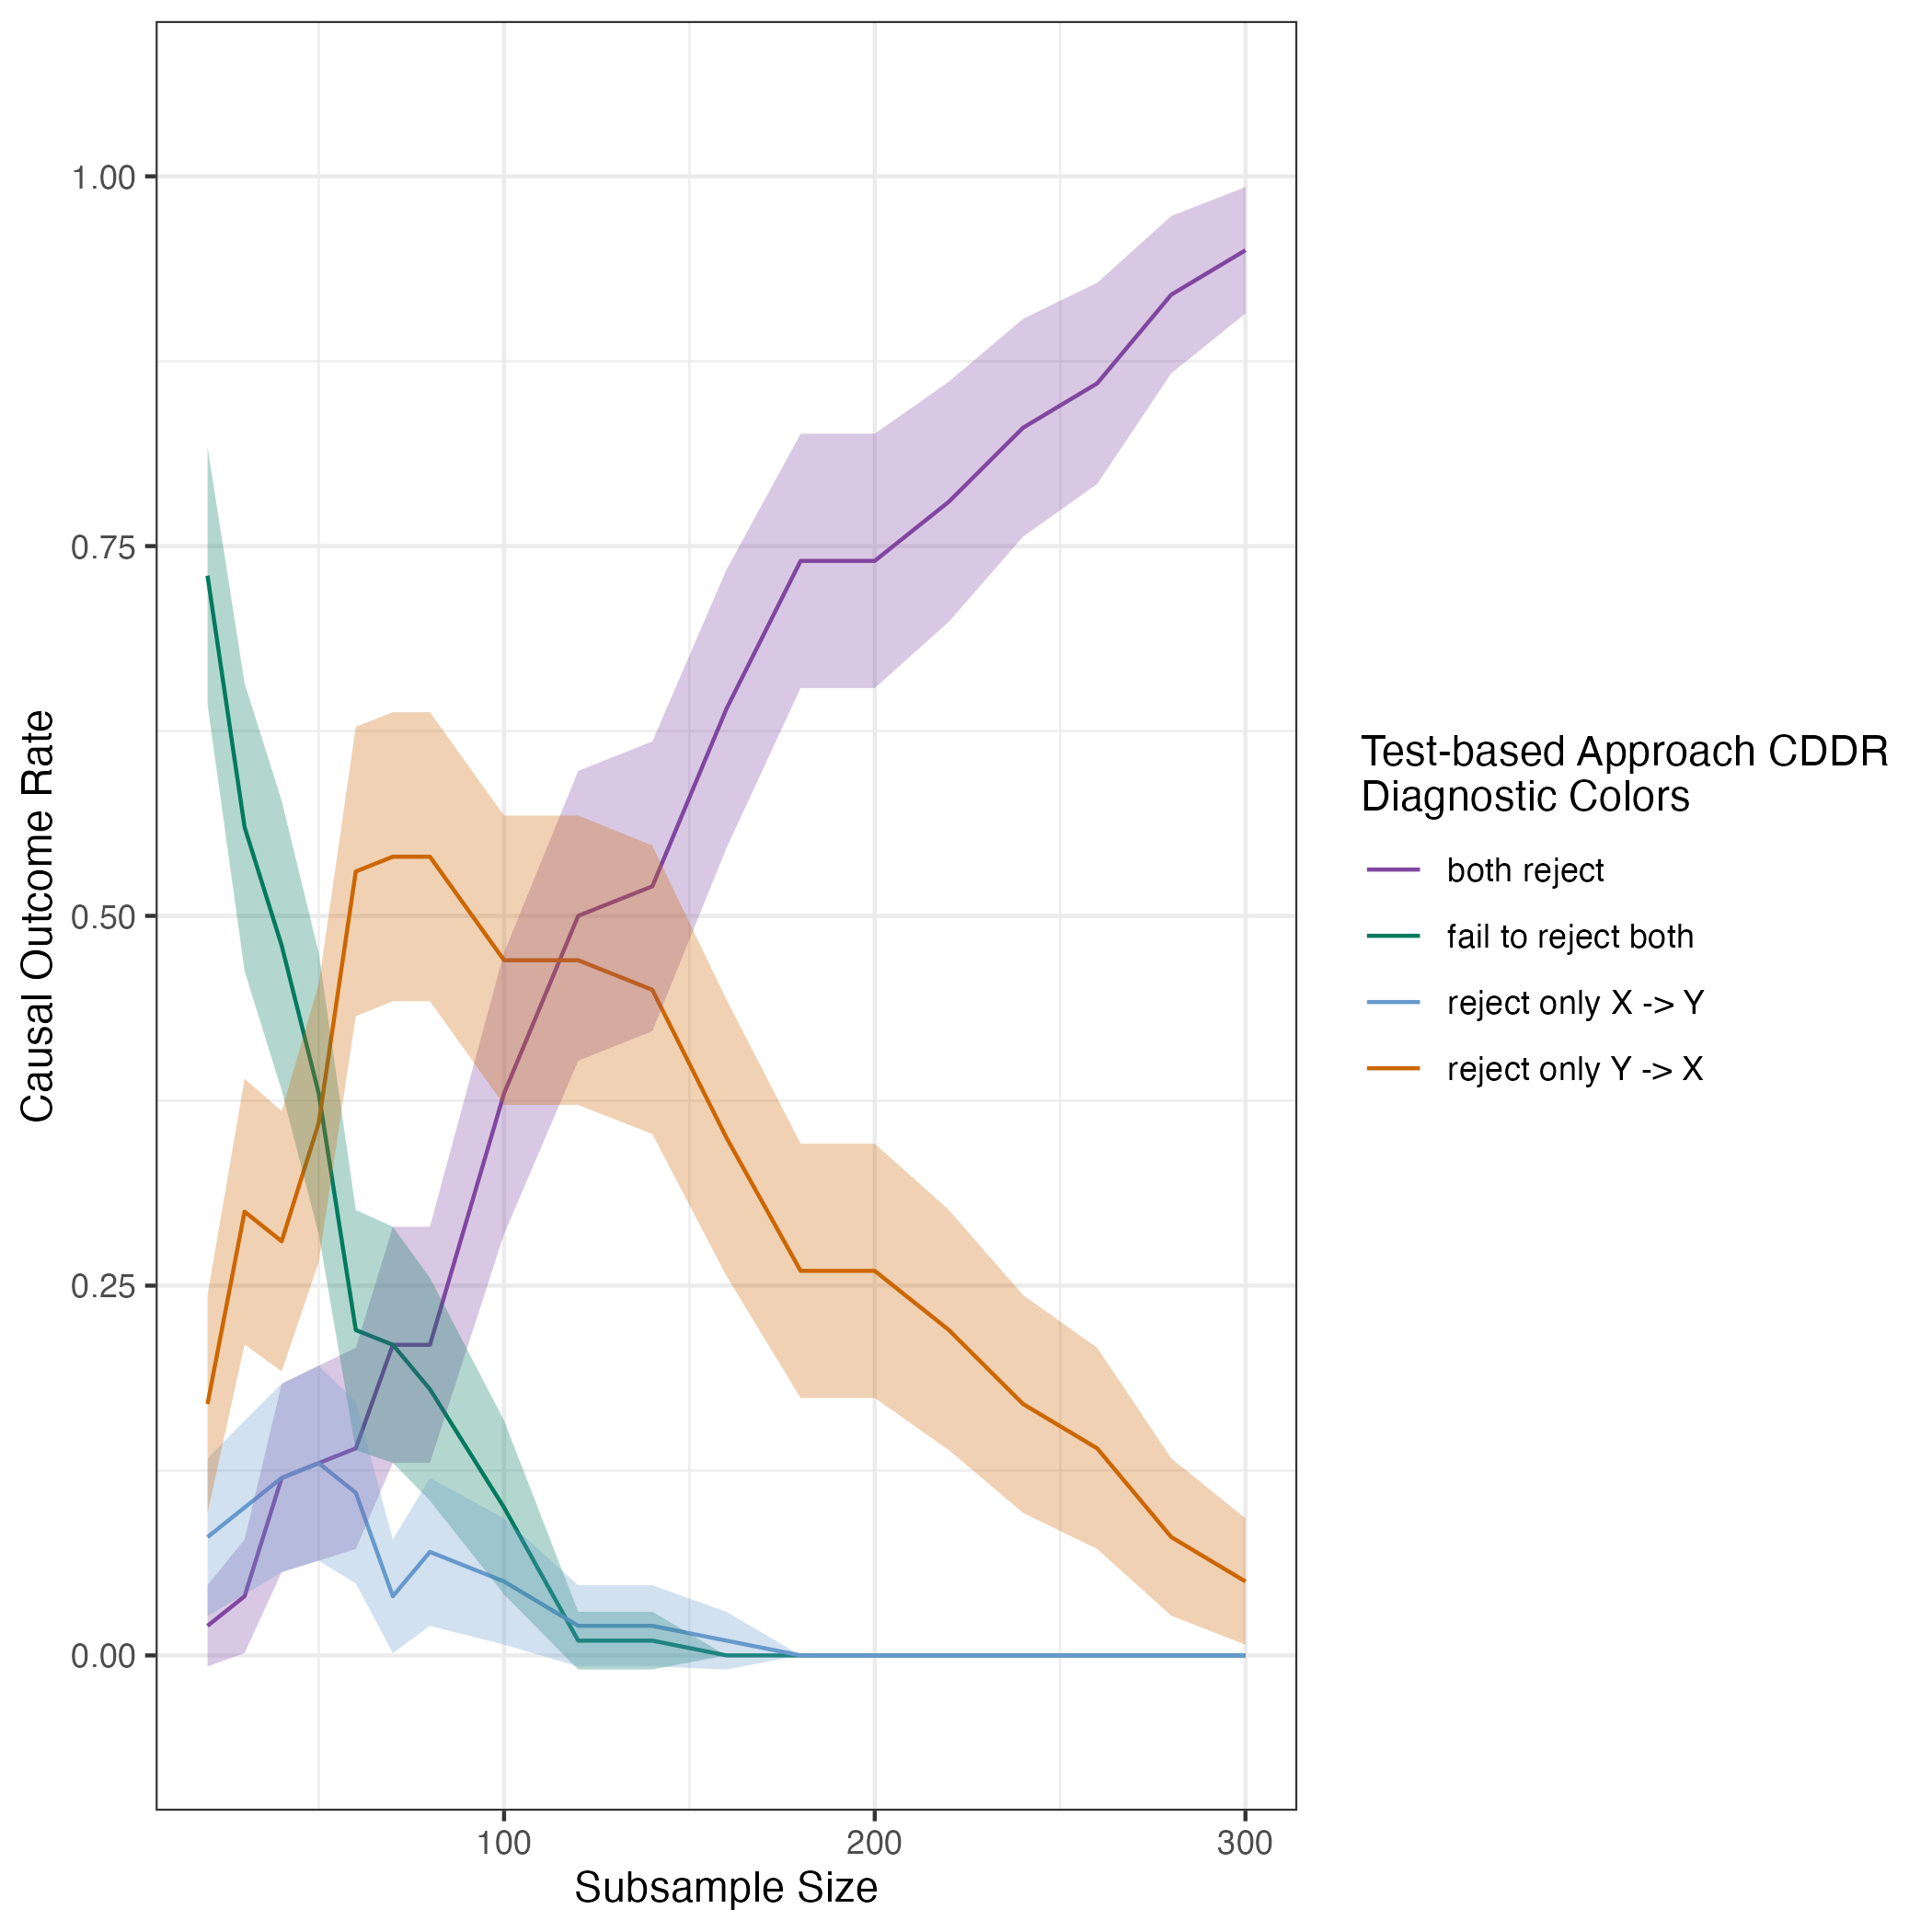 1.00
0.75
0.50
0.25
0.00
Causal Outcome Rate
100
200
300
Subsample Size
Test-based Approach CDDR
Diagnostic Colors
both reject
fail to reject both
reject only X -> Y
reject only Y -> X